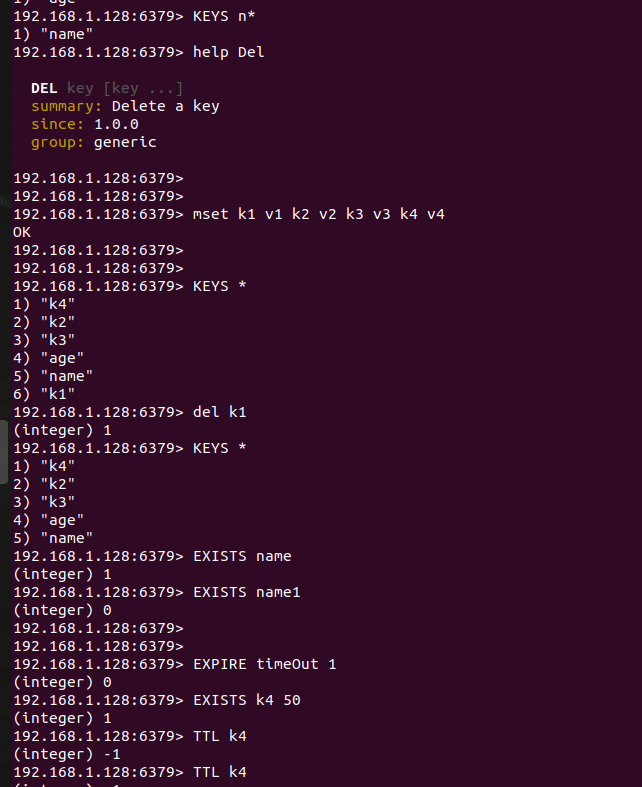 1) "age"
192.168.1.128:6379> KEYS n*
1) "name"
192.168.1.128:6379> help Del
DEL key [key ...]
summary: Delete a key
since: 1.0.0
group: generic
192.168.1.128:6379>
192.168.1.128:6379>
192.168.1.128:6379> mset k1 v1 k2 v2 k3 v3 k4 v4
OK
192.168.1.128:6379>
192.168.1.128:6379>
192.168.1.128:6379> KEYS *
1) "k4"
2) "k2"
3) "k3"
4) "age"
5) "name"
6) "k1"
192.168.1.128:6379> del k1
(integer) 1
192.168.1.128:6379> KEYS *
1) "k4"
2) "k2"
3) "k3"
4) "age"
5) "name"
192.168.1.128:6379> EXISTS name
(integer) 1
192.168.1.128:6379> EXISTS name1
(integer) 0
192.168.1.128:6379>
192.168.1.128:6379>
192.168.1.128:6379> EXPIRE timeOut 1
(integer) 0
192.168.1.128:6379> EXISTS k4 50
(integer) 1
192.168.1.128:6379> TTL k4
(integer) -1
192.168.1.128:6379> TTL k4